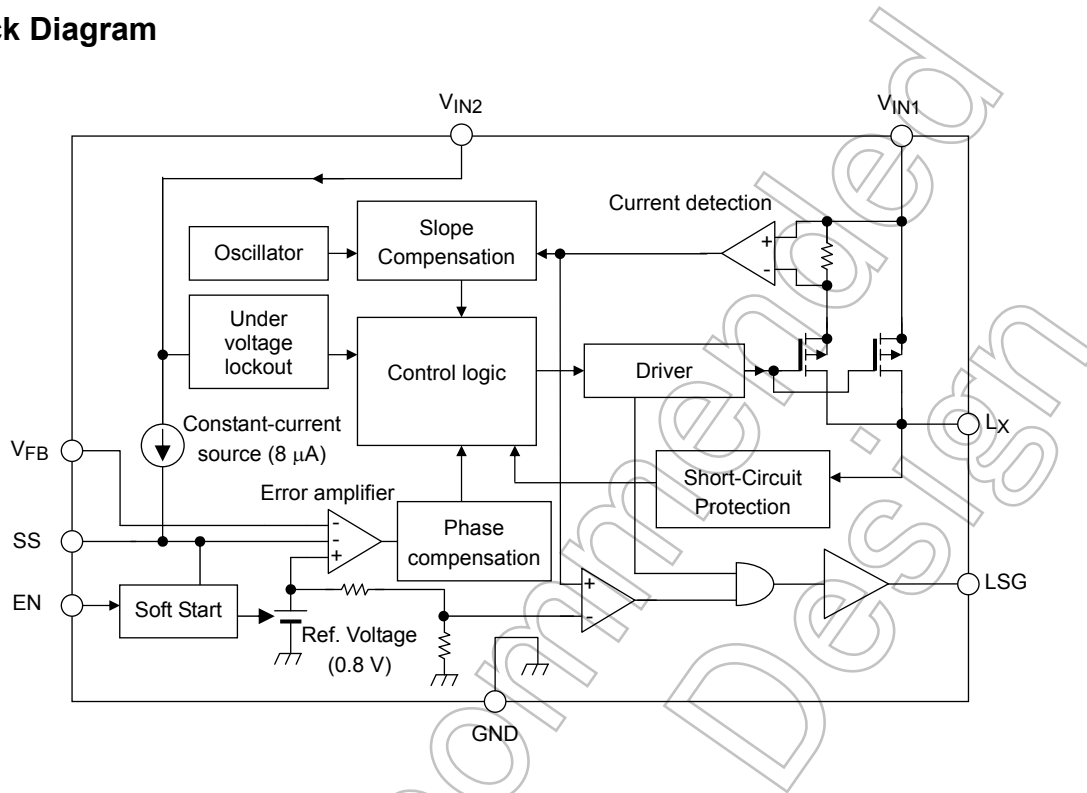 ck Diagram
VIN2
VIN1
Current detection
+
-
Oscillator
Slope
Compensation
Under
voltage
lockout
Control logic
Driver
Constant-current
source (8 μA)
VFB
LX
Short-Circuit
Protection
Error amplifier
-
-
+
Phase
compensation
SS
EN
Soft Start
Ref. Voltage
(0.8 V)
+
-
LSG
GND
ommended
Design